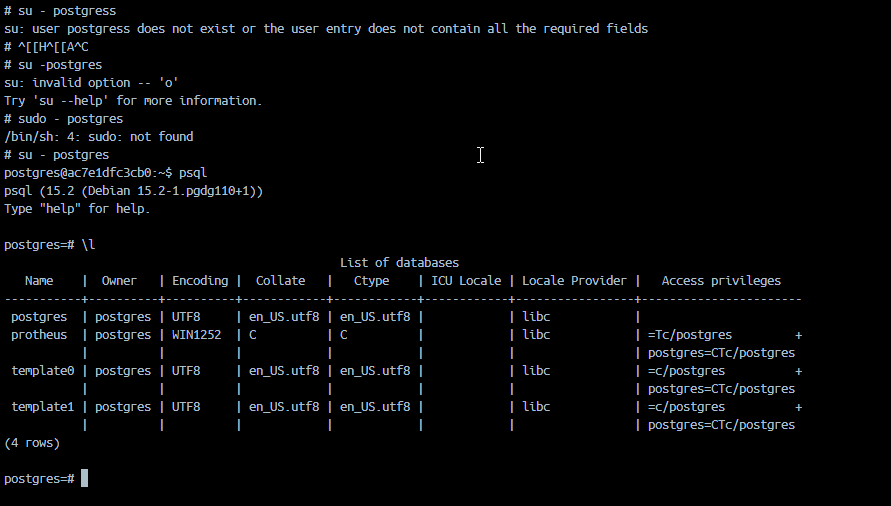 # su - postgress
su: user postgress does not exist or the user entry does not contain all the required fields
# ^[[H^[[A^C
# su -postgres
su: invalid option -- 'o'
Try 'su --help' for more information.
# sudo - postgres
/bin/sh: 4: sudo: not found
# su - postgres
postgres@ac7e1dfc3cb0:~$ psql
psql (15.2 (Debian 15.2-1.pgdg110+1))
Type "help" for help.

postgres=# \l
                                             List of databases
   Name    |  Owner   | Encoding |  Collate   |   Ctype    | ICU Locale | Locale Provider |   Access privileges
-----------+----------+----------+------------+------------+------------+-----------------+-----------------------
 postgres  | postgres | UTF8     | en_US.utf8 | en_US.utf8 |            | libc            |
 protheus  | postgres | WIN1252  | C          | C          |            | libc            | =Tc/postgres         +
           |          |          |            |            |            |                 | postgres=CTc/postgres
 template0 | postgres | UTF8     | en_US.utf8 | en_US.utf8 |            | libc            | =c/postgres          +
           |          |          |            |            |            |                 | postgres=CTc/postgres
 template1 | postgres | UTF8     | en_US.utf8 | en_US.utf8 |            | libc            | =c/postgres          +
           |          |          |            |            |            |                 | postgres=CTc/postgres
(4 rows)

postgres=#